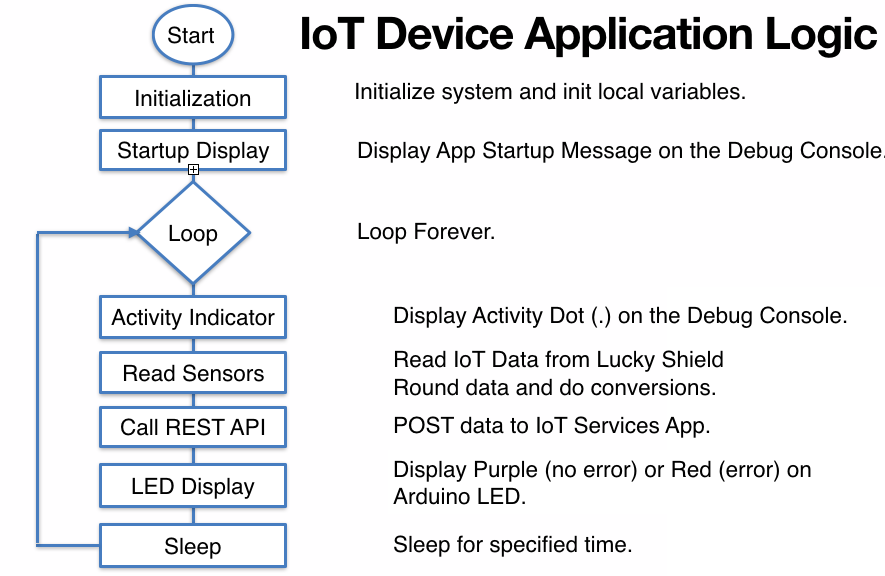 Start
IoT Device Application Logic
Initialization
Initialize system and init local variables.
Startup Display
Display App Startup Message on the Debug Console.
Loop
Loop Forever.
Activity Indicator
Display Activity Dot (.) on the Debug Console.
Read Sensors
Read IoT Data from Lucky Shield
Round data and do conversions.
Call REST API
POST data to IoT Services App.
LED Display
Display Purple (no error) or Red (error) on
Arduino LED.
Sleep
Sleep for specified time.